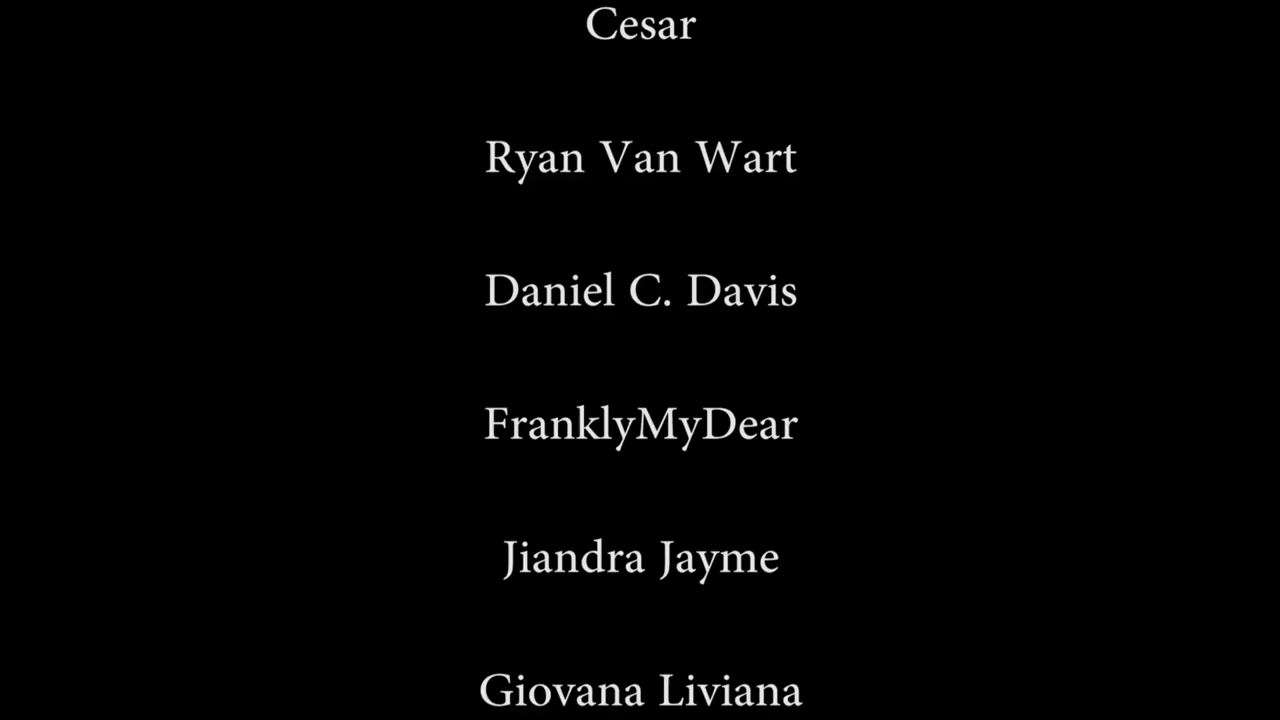 Cesar
Ryan Van Wart
Daniel C. Davis
FranklyMyDear
Jiandra Jayme
Giovana Liviana